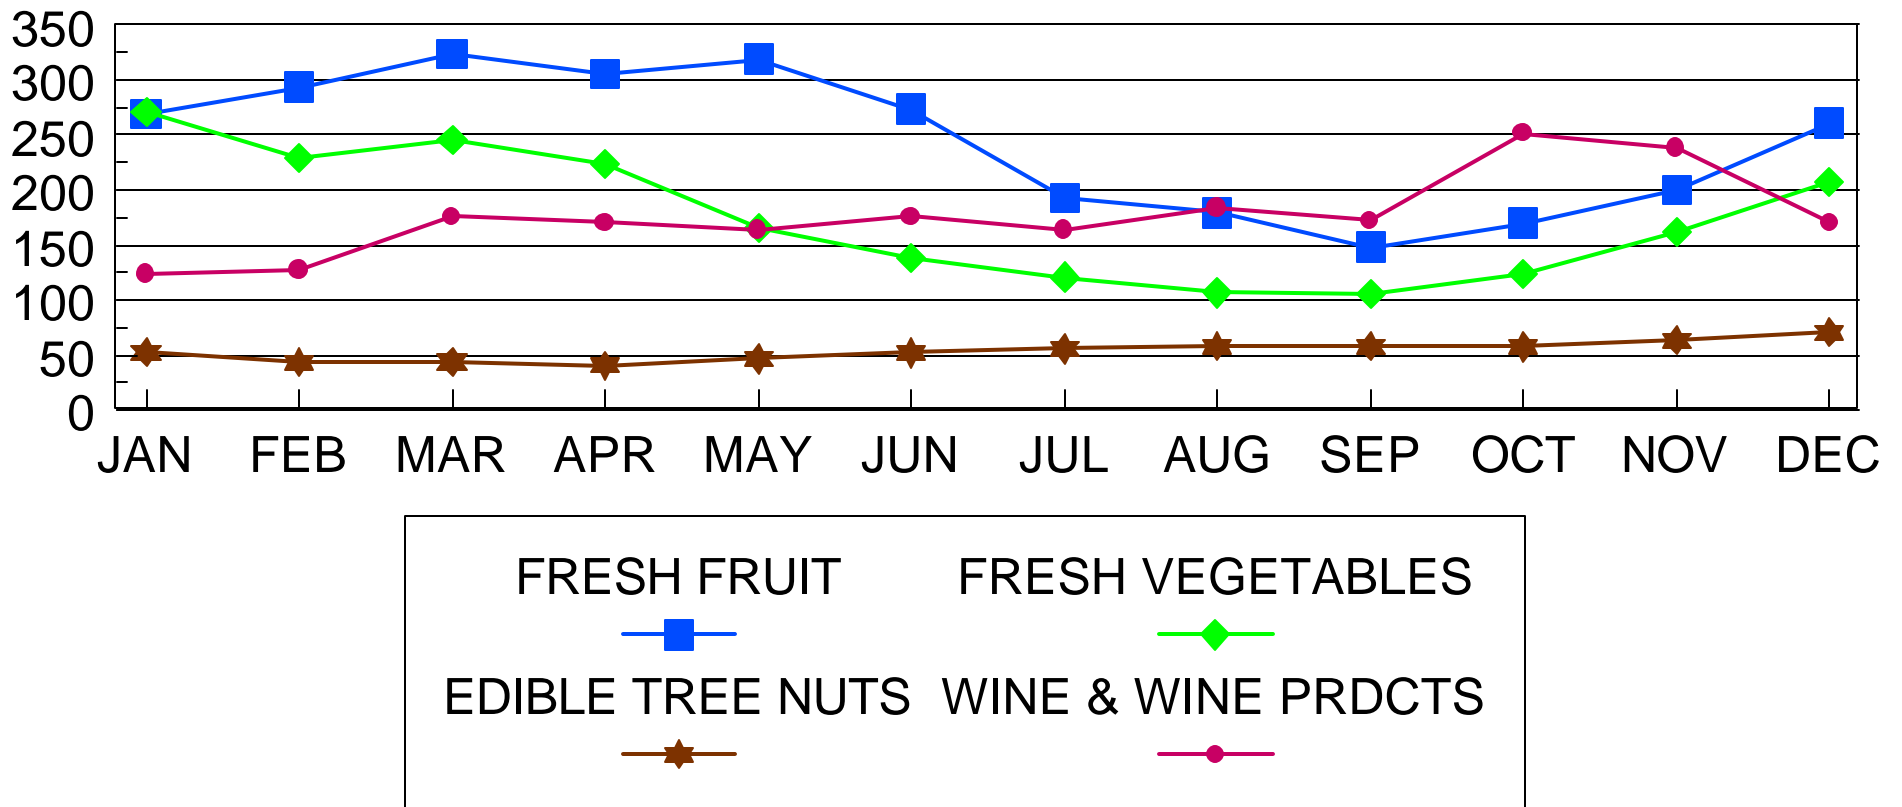 350
300
250
200
150
100
50
0
JAN FEB MAR APR MAY JUN JUL AUG SEP OCT NOV DEC
FRESH FRUIT FRESH VEGETABLES
EDIBLE TREE NUTS WINE & WINE PRDCTS